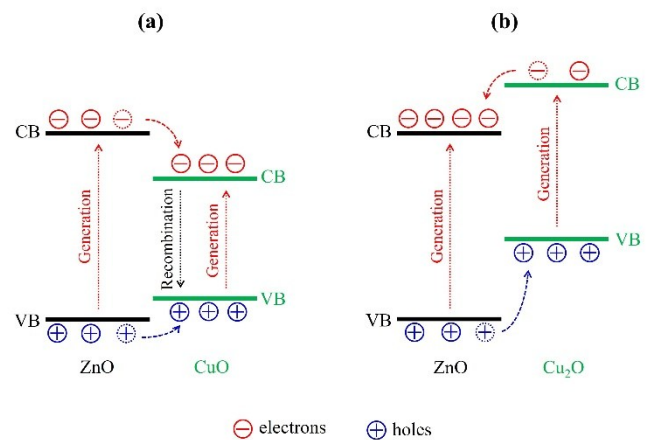 (a)
CB
Generation
Recombination
Generation
CB
VB
VB
ZnO
CuO
(b)
CB
CB
Generation
Generation
VB
VB
ZnO
Cu₂O
electrons
holes